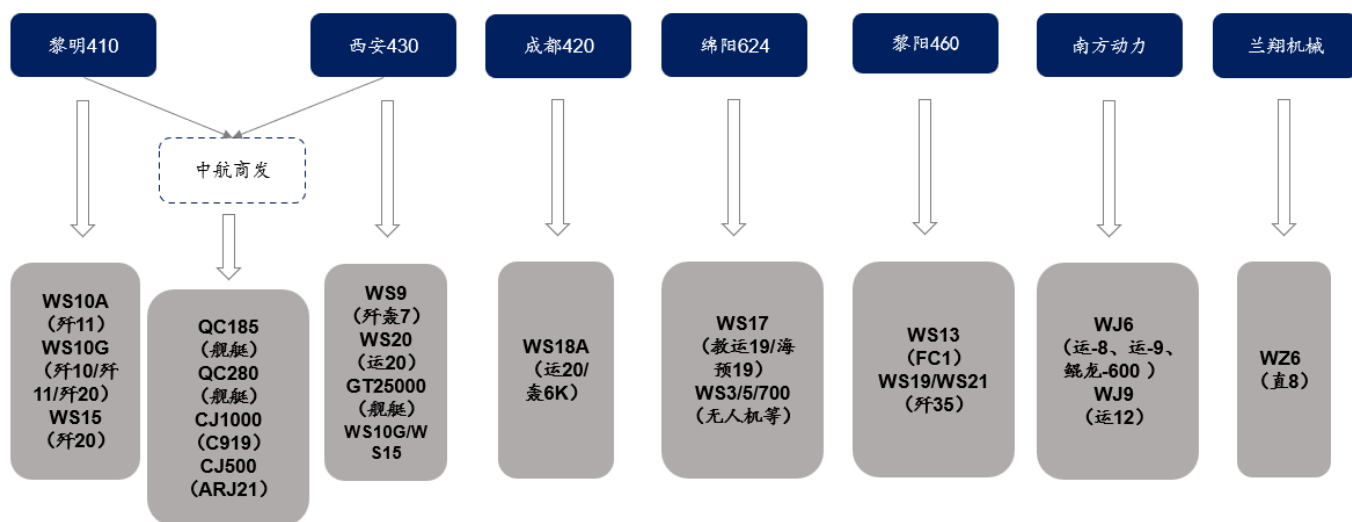 黎明410
西安430
成都420
绵阳624
黎阳460
南方动力
兰翔机械
中航商发
WS10A
（歼11）
WS10G
（歼10/歼
11/歼20）
WS15
（歼20）
QC185
（舰艇）
QC280
（舰艇）
CJ1000
（C919）
CJ500
（ARJ21）
WS9
（歼轰7）
WS20
（运20）
GT25000
（舰艇）
WS10G/W
S15
WS18A
（运20/
轰6K）
WS17
（教运19/海
预19）
WS3/5/700
（无人机等）
WS13
（FC1）
WS19/WS21
（歼35）
WJ6
（运-8、运-9、
鲲龙-600 ）
WJ9
（运12）
WZ6
（直8）